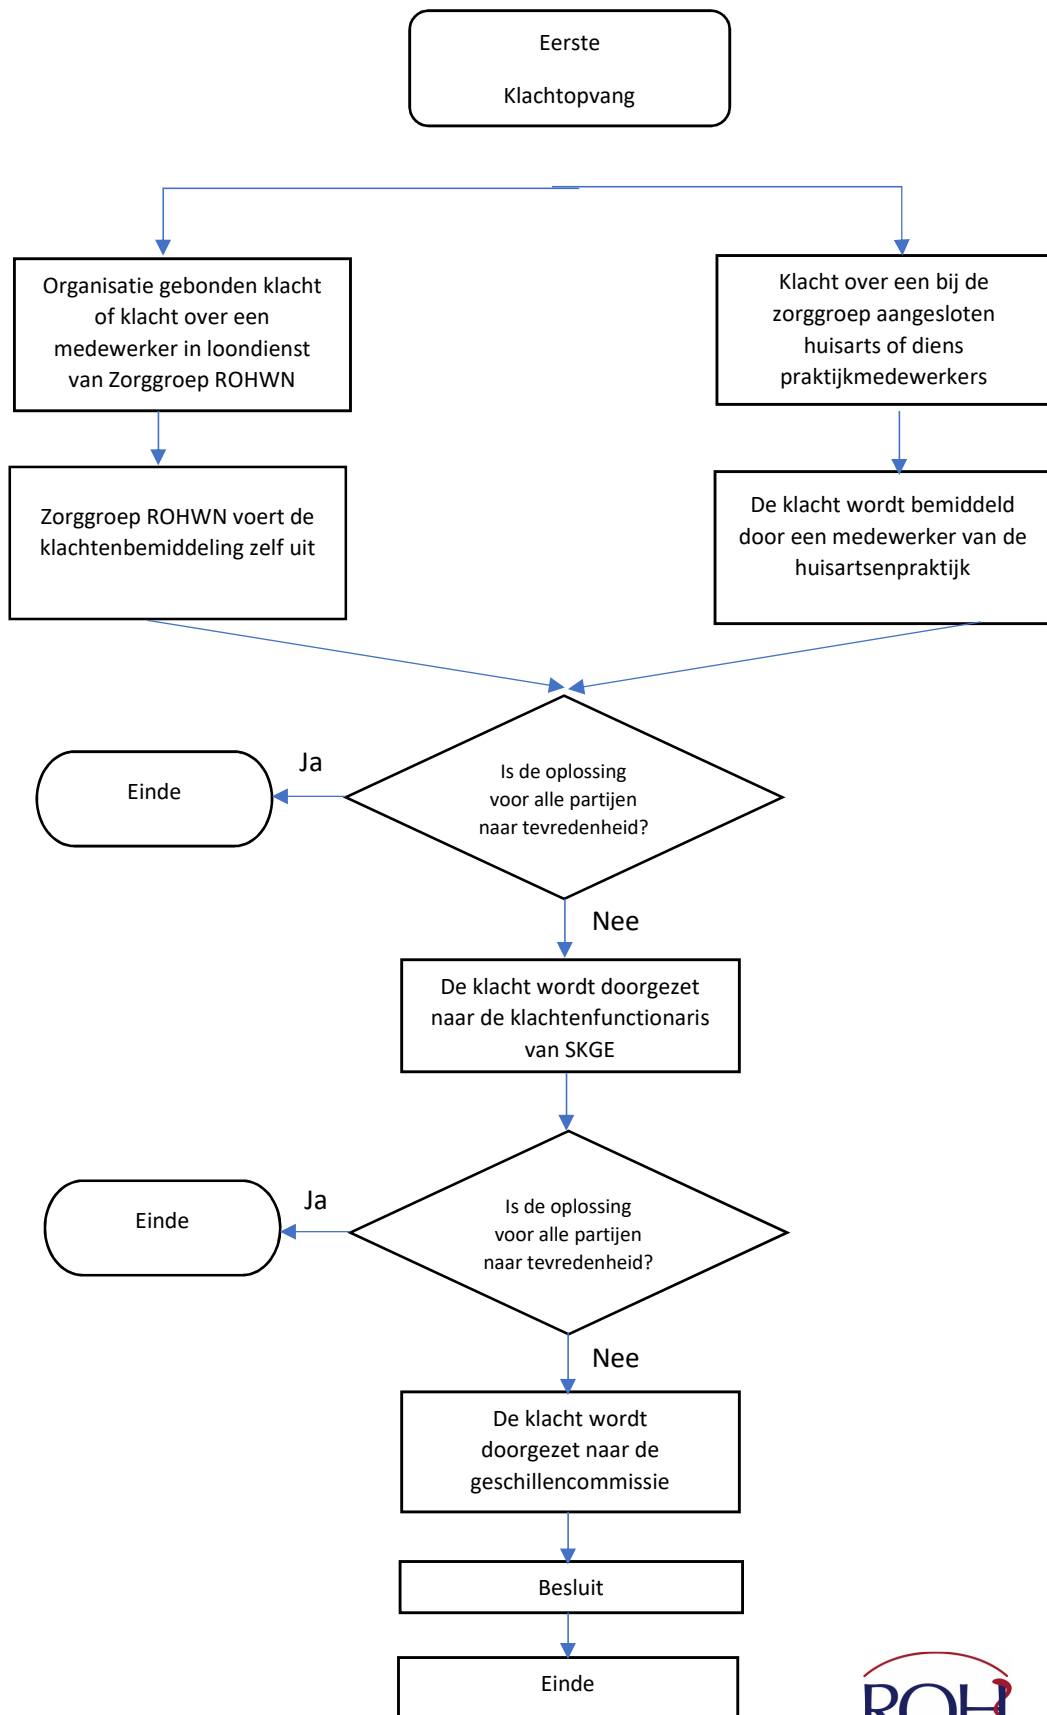 Eerste
Klachtopvang
Organisatie gebonden klacht
of klacht over een
medewerker in loondienst
van Zorggroep ROHWN
Klacht over een bij de
zorggroep aangesloten
huisarts of diens
praktijkmedewerkers
Zorggroep ROHWN voert de
klachtenbemiddeling zelf uit
De klacht wordt bemiddeld
door een medewerker van de
huisartsenpraktijk
Is de oplossing
voor alle partijen
naar tevredenheid?
Ja
Einde
Nee
De klacht wordt doorgezet
naar de klachtenfunctionaris
van SKGE
Is de oplossing
voor alle partijen
naar tevredenheid?
Ja
Einde
Nee
De klacht wordt
doorgezet naar de
geschillencommissie
Besluit
Einde
ROH